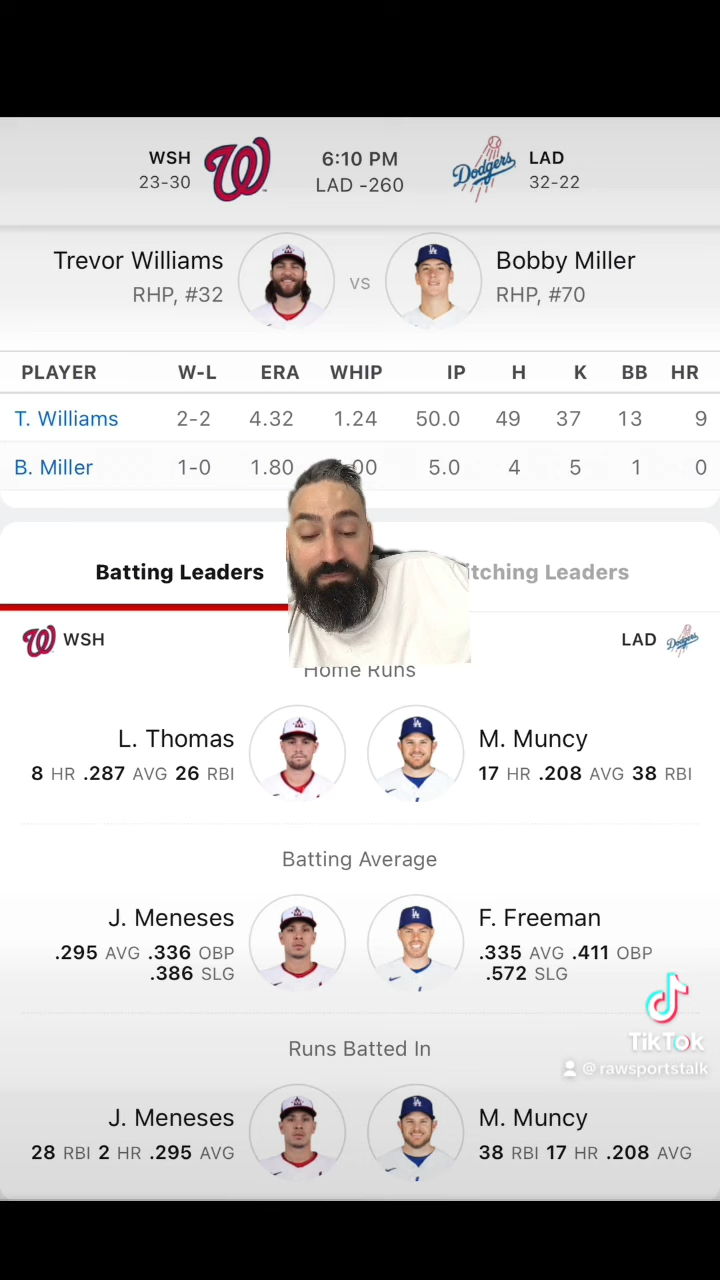 WSH
23-30
6:10 PM
LAD -260
Dodgers
LAD
32-22
Trevor Williams
RHP, #32
vs
Bobby Miller
RHP, #70
PLAYER W-L ERA WHIP IP H K BB HR
T. Williams 2-2 4.32 1.24 50.0 49 37 13 9
B. Miller 1-0 1.80 .00 5.0 4 5 1 0
Batting Leaders
itching Leaders
W WSH
LAD Dodgers
Home Runs
L. Thomas
8 HR .287 AVG 26 RBI
M. Muncy
17 HR .208 AVG 38 RBI
Batting Average
J. Meneses
.295 AVG .336 OBP
.386 SLG
F. Freeman
.335 AVG .411 OBP
.572 SLG
Runs Batted In
J. Meneses
28 RBI 2 HR .295 AVG
M. Muncy
38 RBI 17 HR .208 AVG
TikTok
@rawsportstalk